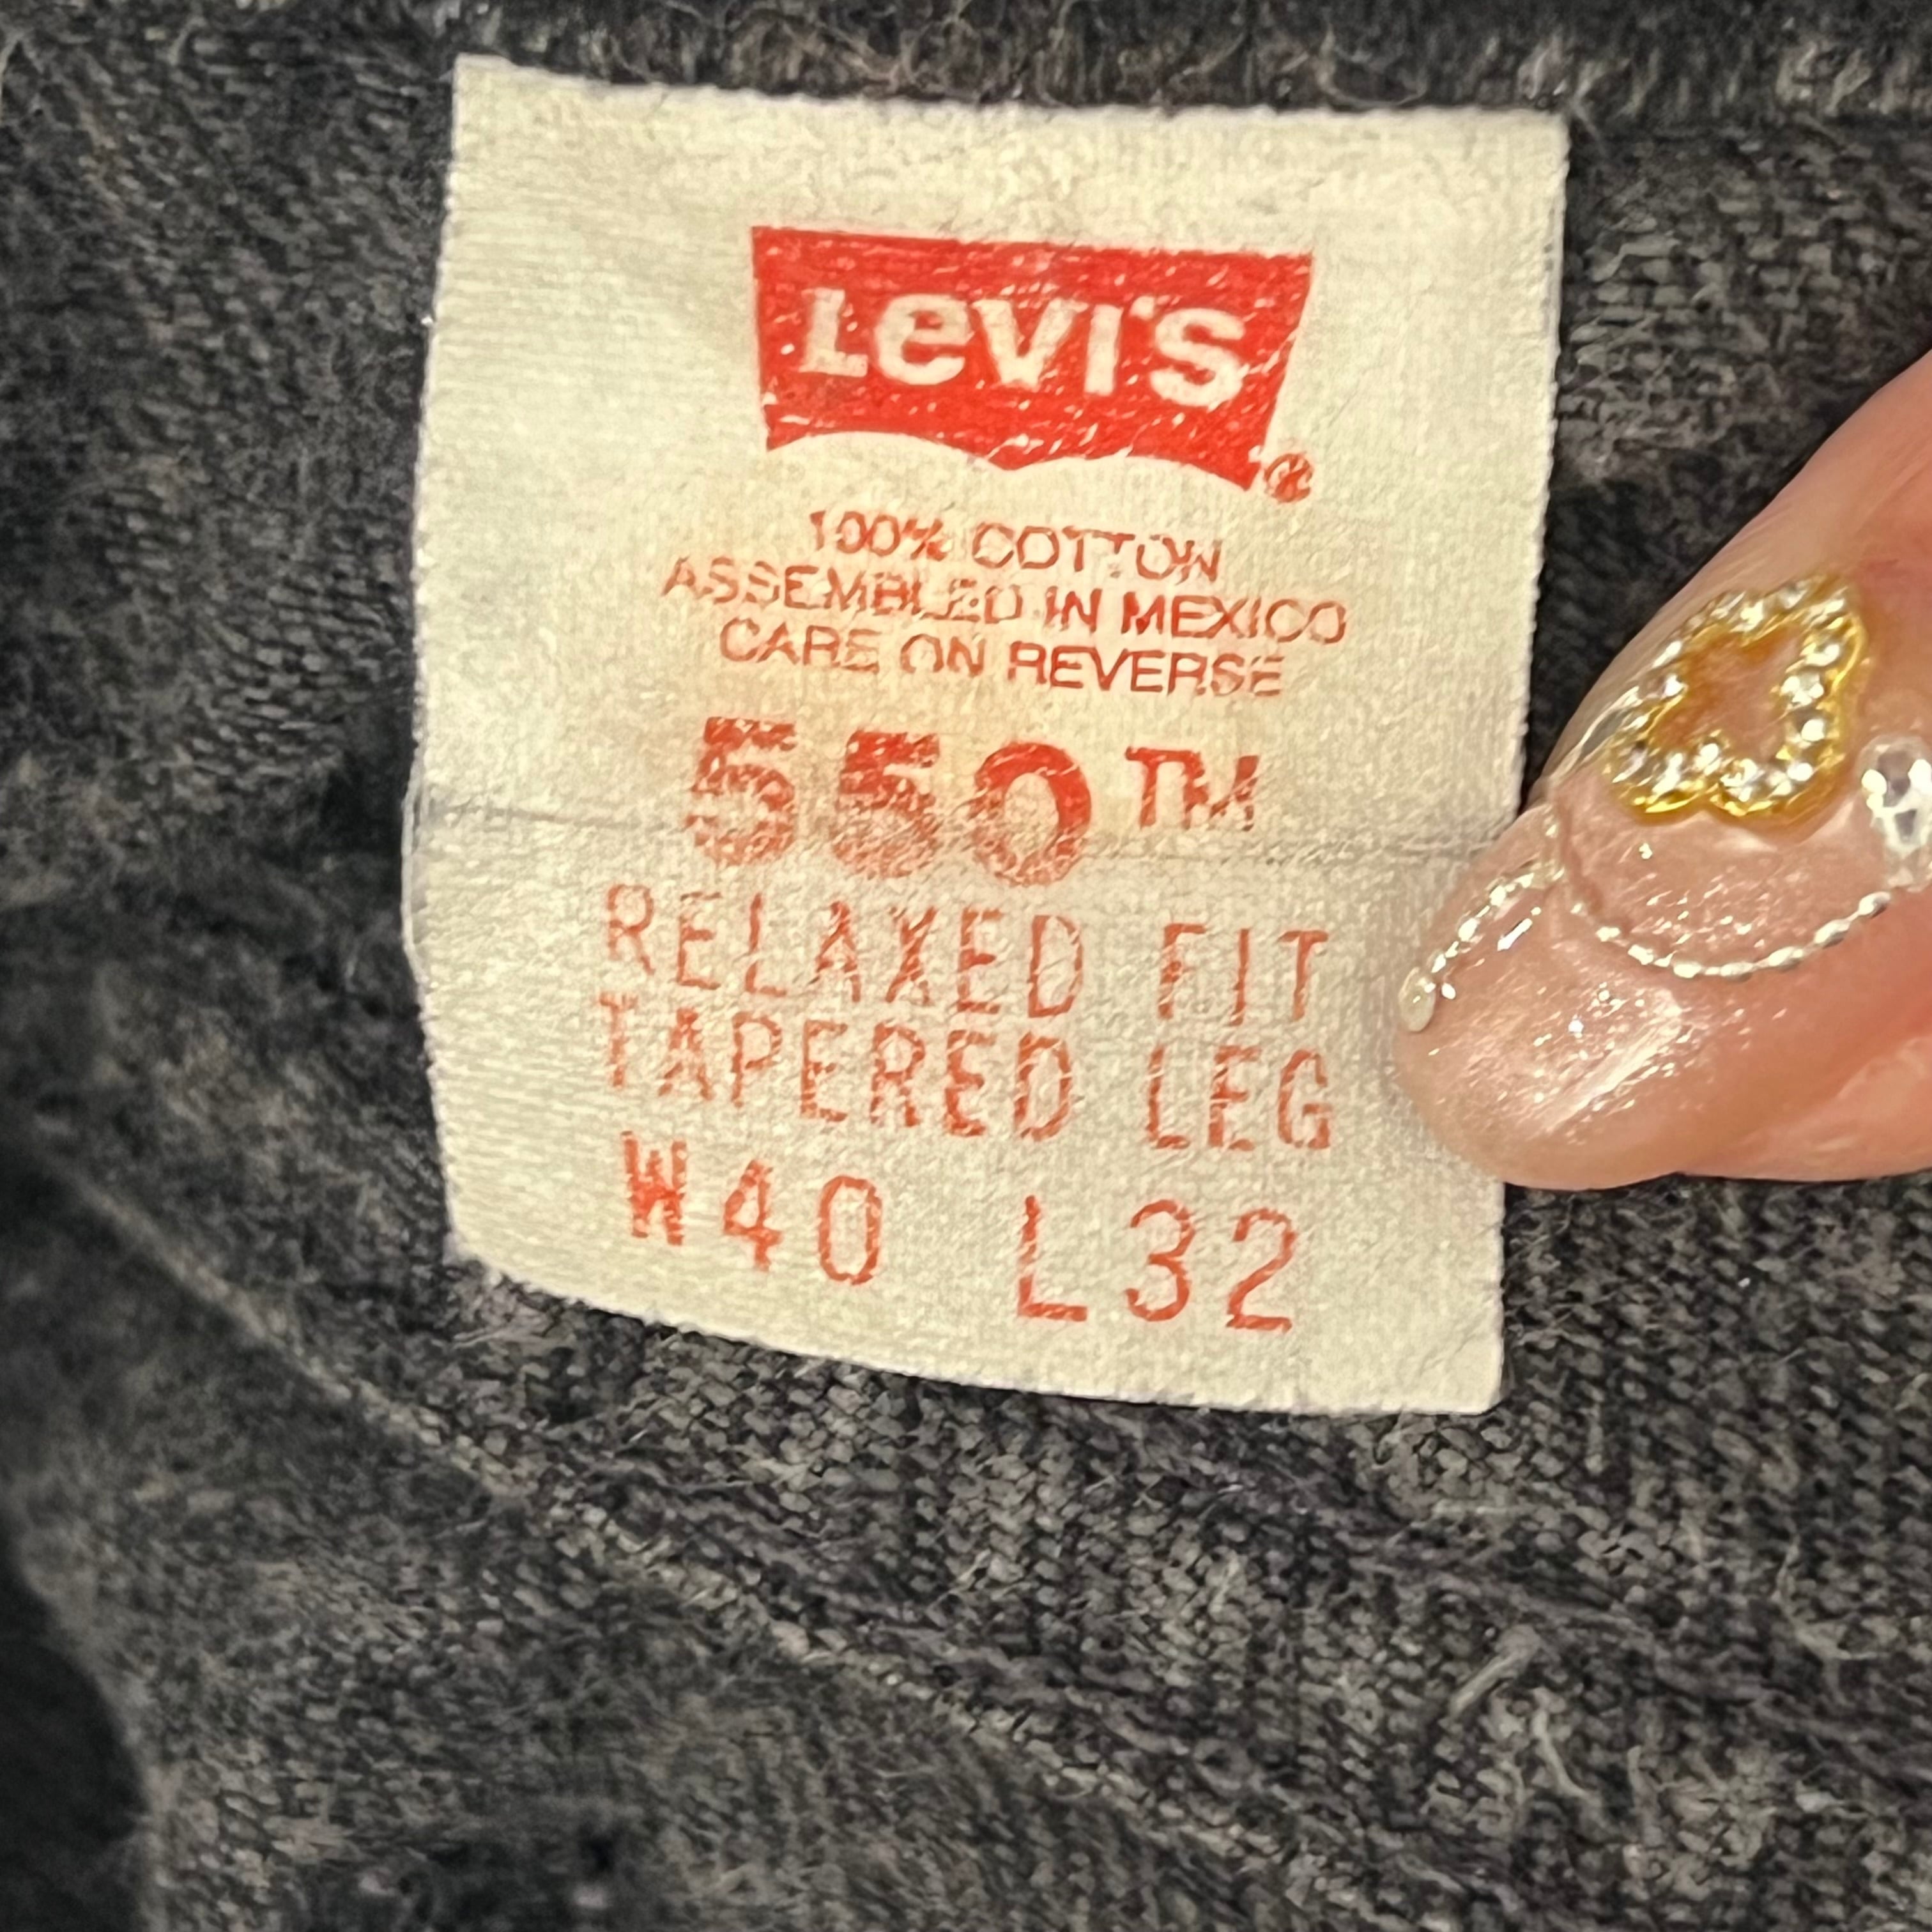 Levi's®
100% COTTON
ASSEMBLED IN MEXICO
CARE ON REVERSE
550™
RELAXED FIT
TAPERED LEG
W40 L32